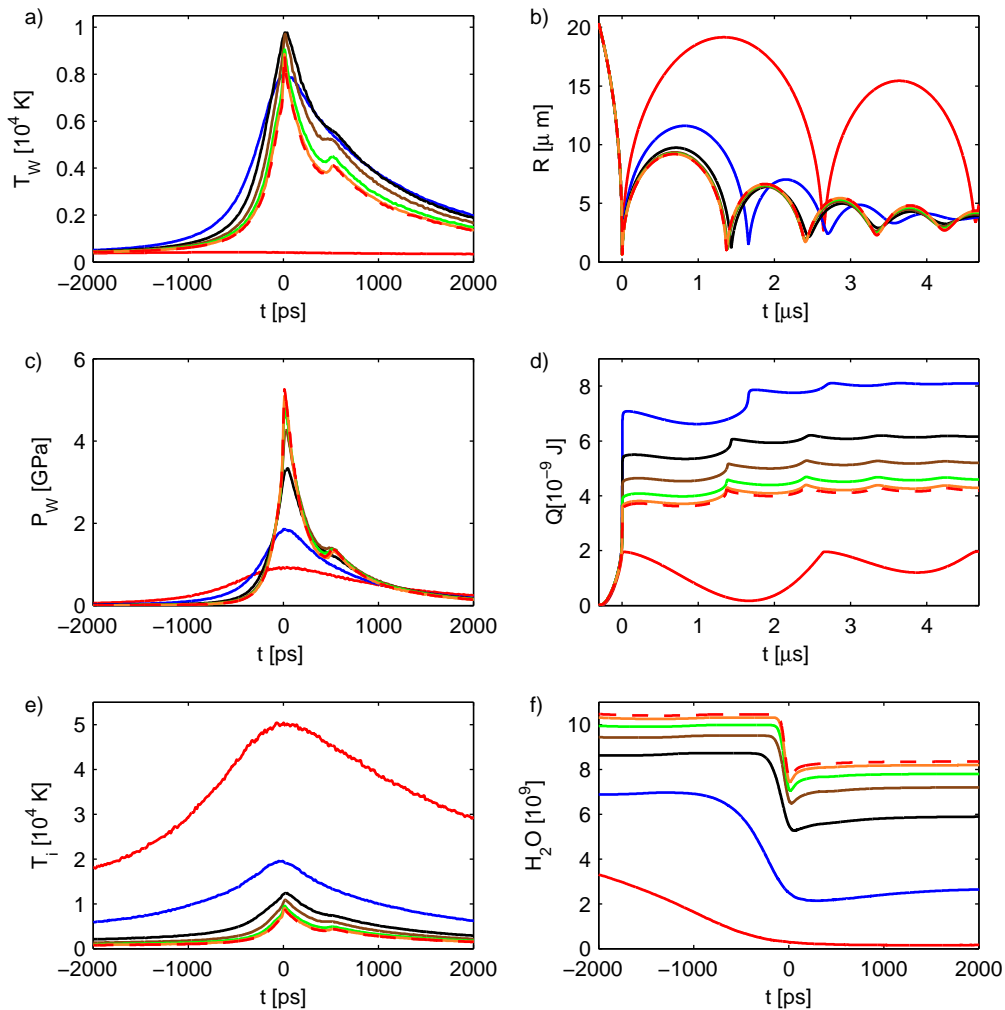 a)
1
0.8
0.6
0.4
0.2
0
T_W [10^4 K]
−2000 −1000 0 1000 2000
t [ps]
b)
20
15
10
5
0
R [μ m]
0 1 2 3 4
t [μs]
c)
6
4
2
0
P_W [GPa]
−2000 −1000 0 1000 2000
t [ps]
d)
8
6
4
2
0
Q[10^−9 J]
0 1 2 3 4
t [μs]
e)
5
4
3
2
1
0
T_i [10^4 K]
−2000 −1000 0 1000 2000
t [ps]
f)
10
8
6
4
2
0
H_2O [10^9]
−2000 −1000 0 1000 2000
t [ps]